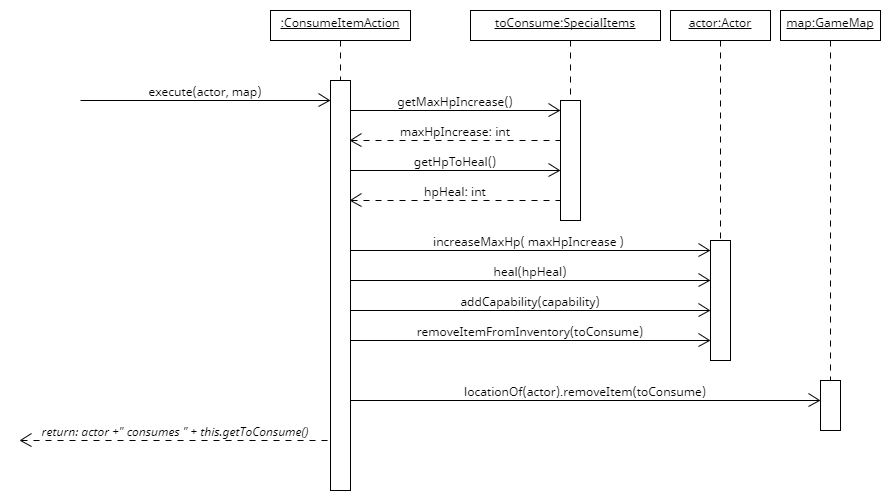 :ConsumeItemAction
toConsume:SpecialItems
actor:Actor
map:GameMap
execute(actor, map)
getMaxHpIncrease()
maxHpIncrease: int
getHpToHeal()
hpHeal: int
increaseMaxHp( maxHpIncrease )
heal(hpHeal)
addCapability(capability)
removeItemFromInventory(toConsume)
locationOf(actor).removeItem(toConsume)
return: actor +" consumes " + this.getToConsume()